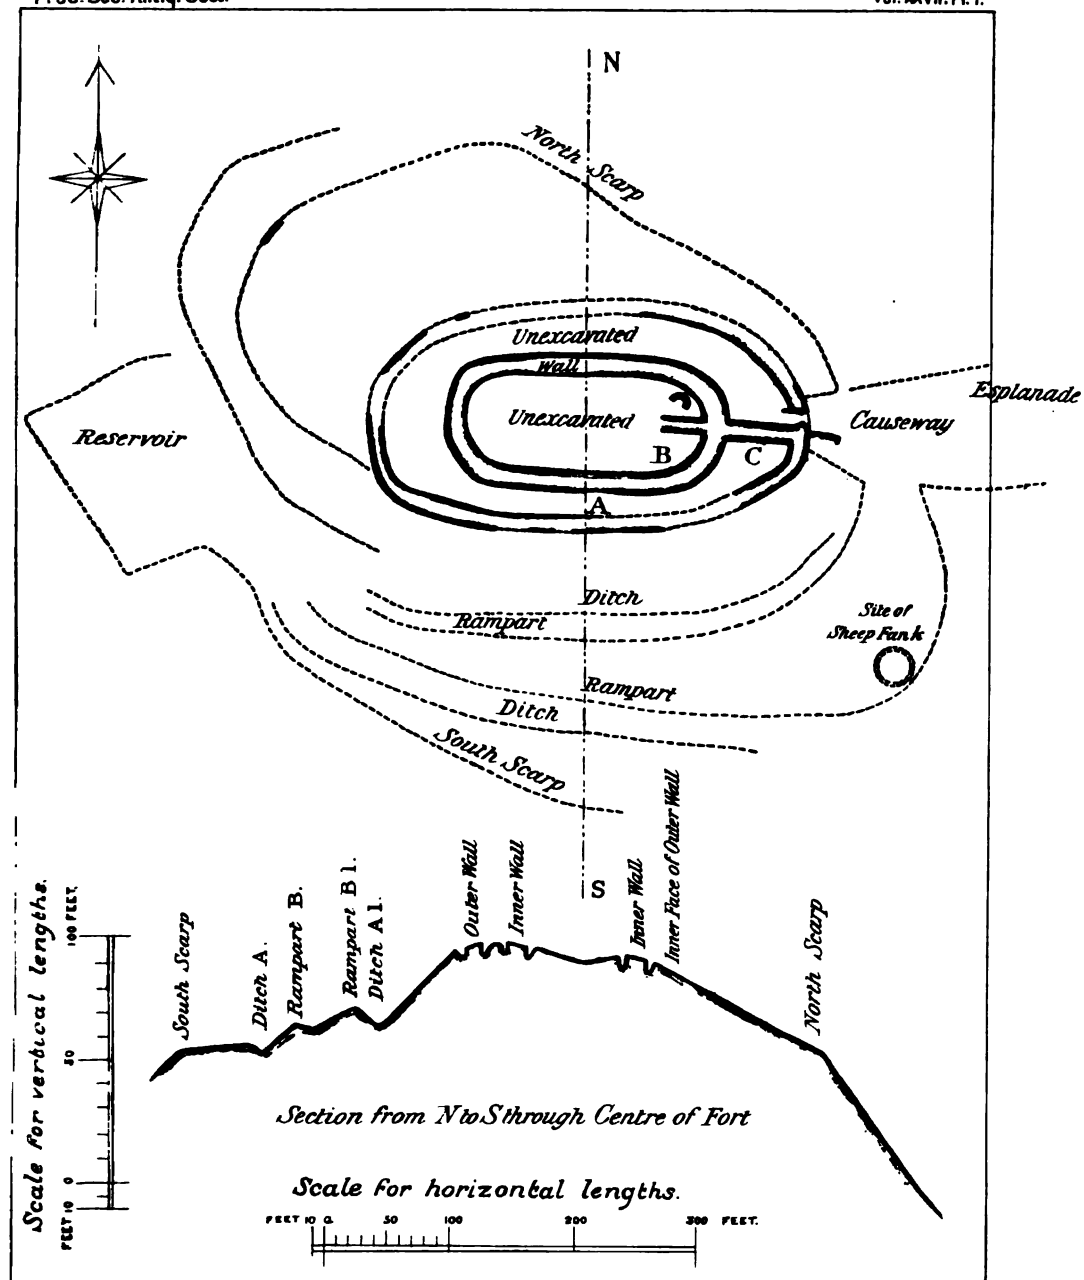 N
North Scarp
Unexcavated
Wall
Unexcavated
Esplanade
Causeway
Reservoir
B
C
A
Ditch
Rampart
Site of
Sheep Fank
Rampart
Ditch
South Scarp
S
South Scarp
Ditch A.
Rampart B.
Rampart B 1.
Ditch A1.
Outer Wall
Inner Wall
Inner Wall
Inner Face of Outer Wall
North Scarp
Scale for vertical lengths.
100 FEET.
50
0
FEET 10
Section from N to S through Centre of Fort
Scale for horizontal lengths.
FEET 10 0. 50 100 200 300 FEET.